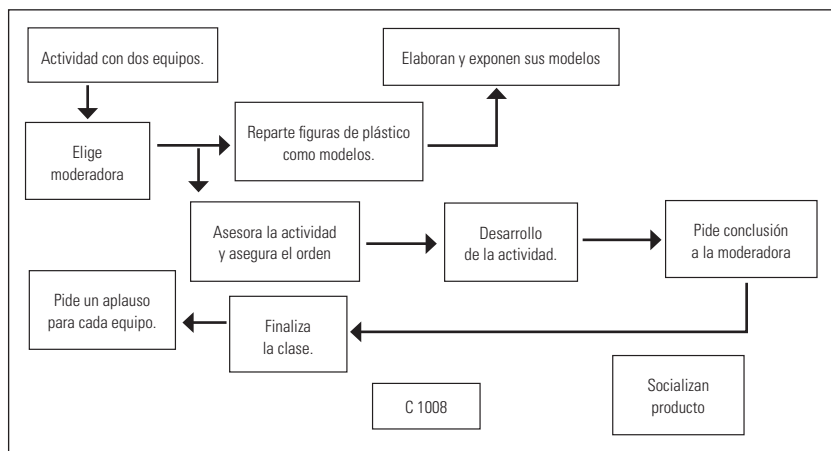 Actividad con dos equipos.
Elaboran y exponen sus modelos
Elige
moderadora
Reparte figuras de plástico
como modelos.
Asesora la actividad
y asegura el orden
Desarrollo
de la actividad.
Pide conclusión
a la moderadora
Pide un aplauso
para cada equipo.
Finaliza
la clase.
C 1008
Socializan
producto